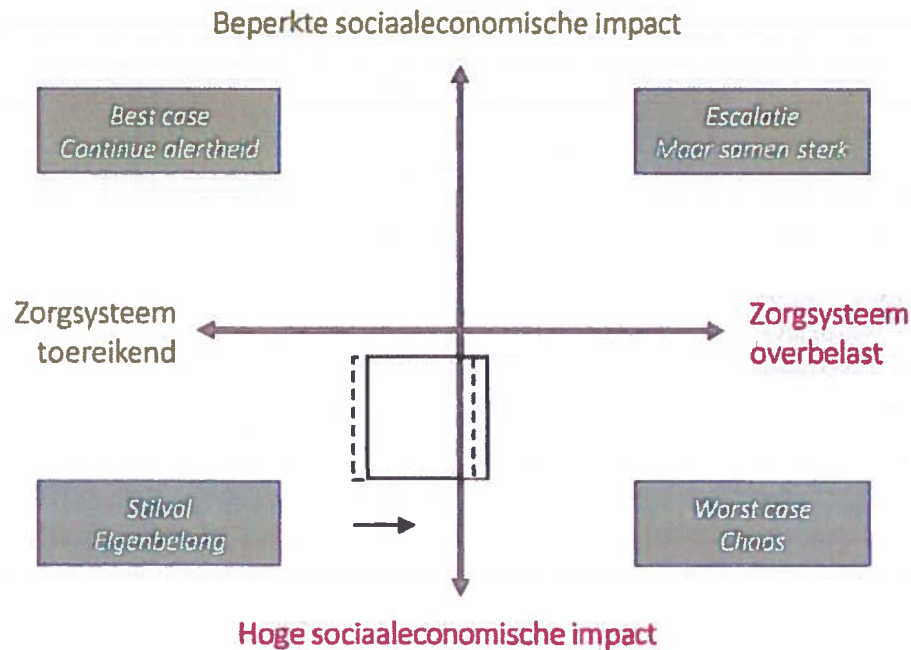 Beperkte sociaaleconomische impact
Best case
Continue alertheid
Escalatie
Maar samen sterk
Zorgsysteem
toereikend
Zorgsysteem
overbelast
Stilval
Eigenbelang
Worst case
Chaos
Hoge sociaaleconomische impact